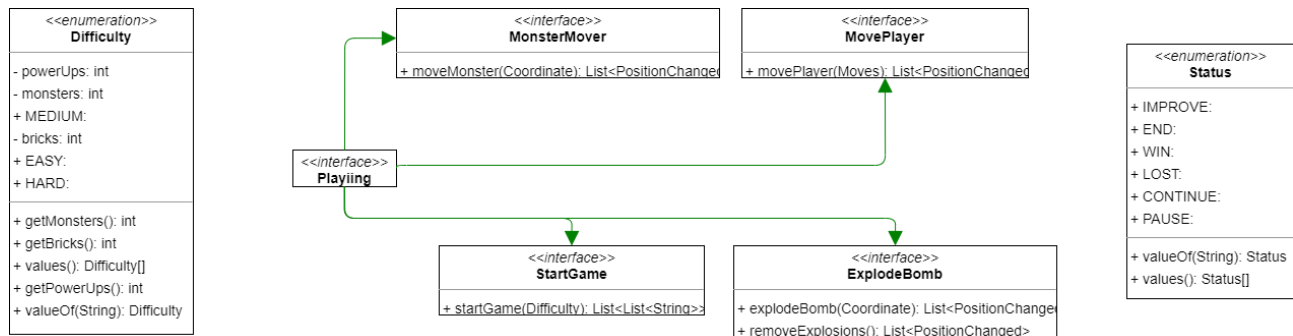 <<enumeration>>
Difficulty
- powerUps: int
- monsters: int
+ MEDIUM:
- bricks: int
+ EASY:
+ HARD:
+ getMonsters(): int
+ getBricks(): int
+ values(): Difficulty[]
+ getPowerUps(): int
+ valueOf(String): Difficulty
<<interface>>
MonsterMover
+ moveMonster(Coordinate): List<PositionChanged
<<interface>>
MovePlayer
+ movePlayer(Moves): List<PositionChanged
<<interface>>
Playiing
<<interface>>
StartGame
+ startGame(Difficulty): List<List<String>>
<<interface>>
ExplodeBomb
+ explodeBomb(Coordinate): List<PositionChanged
+ removeExplosions(): List<PositionChanged>
<<enumeration>>
Status
+ IMPROVE:
+ END:
+ WIN:
+ LOST:
+ CONTINUE:
+ PAUSE:
+ valueOf(String): Status
+ values(): Status[]